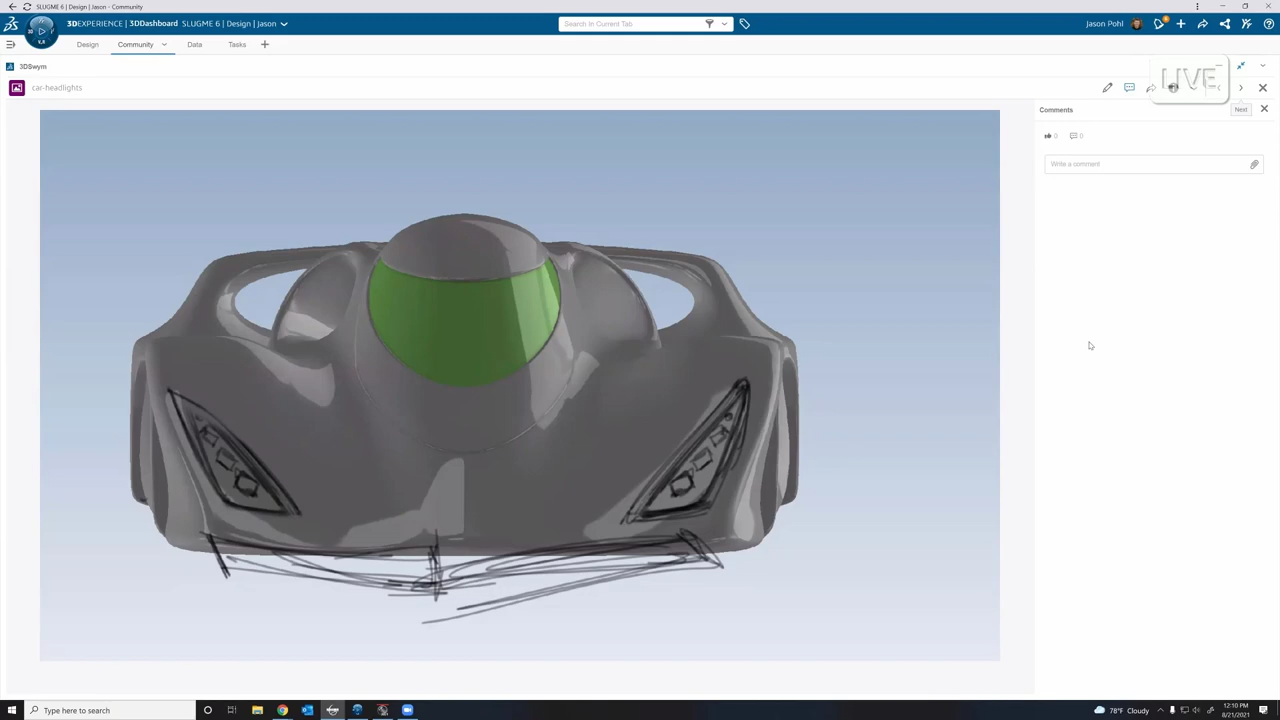 SLUGME 6 | Design | Jason - Community
3DEXPERIENCE | 3DDashboard SLUGME 6 | Design | Jason
Search In Current Tab
Jason Pohl
Design
Community
Data
Tasks
3DSwym
LIVE
car-headlights
Comments
Next
0
0
Write a comment
Type here to search
78°F Cloudy
12:10 PM
8/21/2021